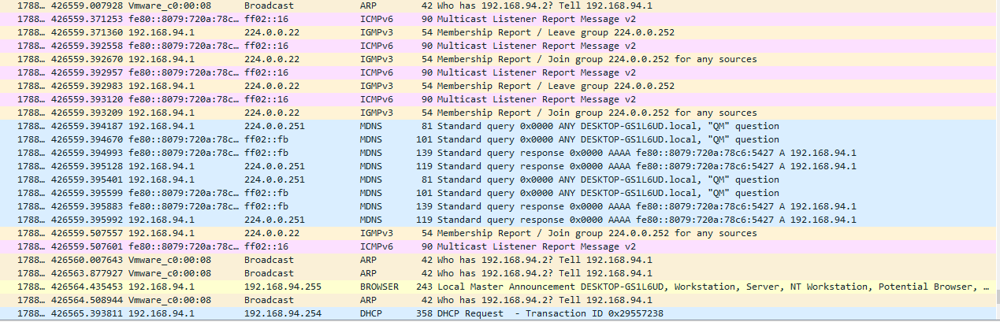 1788… 426559.007928 Vmware_c0:00:08 Broadcast ARP 42 Who has 192.168.94.2? Tell 192.168.94.1
1788… 426559.371253 fe80::8079:720a:78c… ff02::16 ICMPv6 90 Multicast Listener Report Message v2
1788… 426559.371360 192.168.94.1 224.0.0.22 IGMPv3 54 Membership Report / Leave group 224.0.0.252
1788… 426559.392558 fe80::8079:720a:78c… ff02::16 ICMPv6 90 Multicast Listener Report Message v2
1788… 426559.392670 192.168.94.1 224.0.0.22 IGMPv3 54 Membership Report / Join group 224.0.0.252 for any sources
1788… 426559.392957 fe80::8079:720a:78c… ff02::16 ICMPv6 90 Multicast Listener Report Message v2
1788… 426559.392983 192.168.94.1 224.0.0.22 IGMPv3 54 Membership Report / Leave group 224.0.0.252
1788… 426559.393120 fe80::8079:720a:78c… ff02::16 ICMPv6 90 Multicast Listener Report Message v2
1788… 426559.393209 192.168.94.1 224.0.0.22 IGMPv3 54 Membership Report / Join group 224.0.0.252 for any sources
1788… 426559.394187 192.168.94.1 224.0.0.251 MDNS 81 Standard query 0x0000 ANY DESKTOP-GS1L6UD.local, "QM" question
1788… 426559.394670 fe80::8079:720a:78c… ff02::fb MDNS 101 Standard query 0x0000 ANY DESKTOP-GS1L6UD.local, "QM" question
1788… 426559.394993 fe80::8079:720a:78c… ff02::fb MDNS 139 Standard query response 0x0000 AAAA fe80::8079:720a:78c6:5427 A 192.168.94.1
1788… 426559.395128 192.168.94.1 224.0.0.251 MDNS 119 Standard query response 0x0000 AAAA fe80::8079:720a:78c6:5427 A 192.168.94.1
1788… 426559.395401 192.168.94.1 224.0.0.251 MDNS 81 Standard query 0x0000 ANY DESKTOP-GS1L6UD.local, "QM" question
1788… 426559.395599 fe80::8079:720a:78c… ff02::fb MDNS 101 Standard query 0x0000 ANY DESKTOP-GS1L6UD.local, "QM" question
1788… 426559.395883 fe80::8079:720a:78c… ff02::fb MDNS 139 Standard query response 0x0000 AAAA fe80::8079:720a:78c6:5427 A 192.168.94.1
1788… 426559.395992 192.168.94.1 224.0.0.251 MDNS 119 Standard query response 0x0000 AAAA fe80::8079:720a:78c6:5427 A 192.168.94.1
1788… 426559.507557 192.168.94.1 224.0.0.22 IGMPv3 54 Membership Report / Join group 224.0.0.252 for any sources
1788… 426559.507601 fe80::8079:720a:78c… ff02::16 ICMPv6 90 Multicast Listener Report Message v2
1788… 426560.007643 Vmware_c0:00:08 Broadcast ARP 42 Who has 192.168.94.2? Tell 192.168.94.1
1788… 426563.877927 Vmware_c0:00:08 Broadcast ARP 42 Who has 192.168.94.2? Tell 192.168.94.1
1788… 426564.435453 192.168.94.1 192.168.94.255 BROWSER 243 Local Master Announcement DESKTOP-GS1L6UD, Workstation, Server, NT Workstation, Potential Browser, …
1788… 426564.508944 Vmware_c0:00:08 Broadcast ARP 42 Who has 192.168.94.2? Tell 192.168.94.1
1788… 426565.393811 192.168.94.1 192.168.94.254 DHCP 358 DHCP Request - Transaction ID 0x29557238